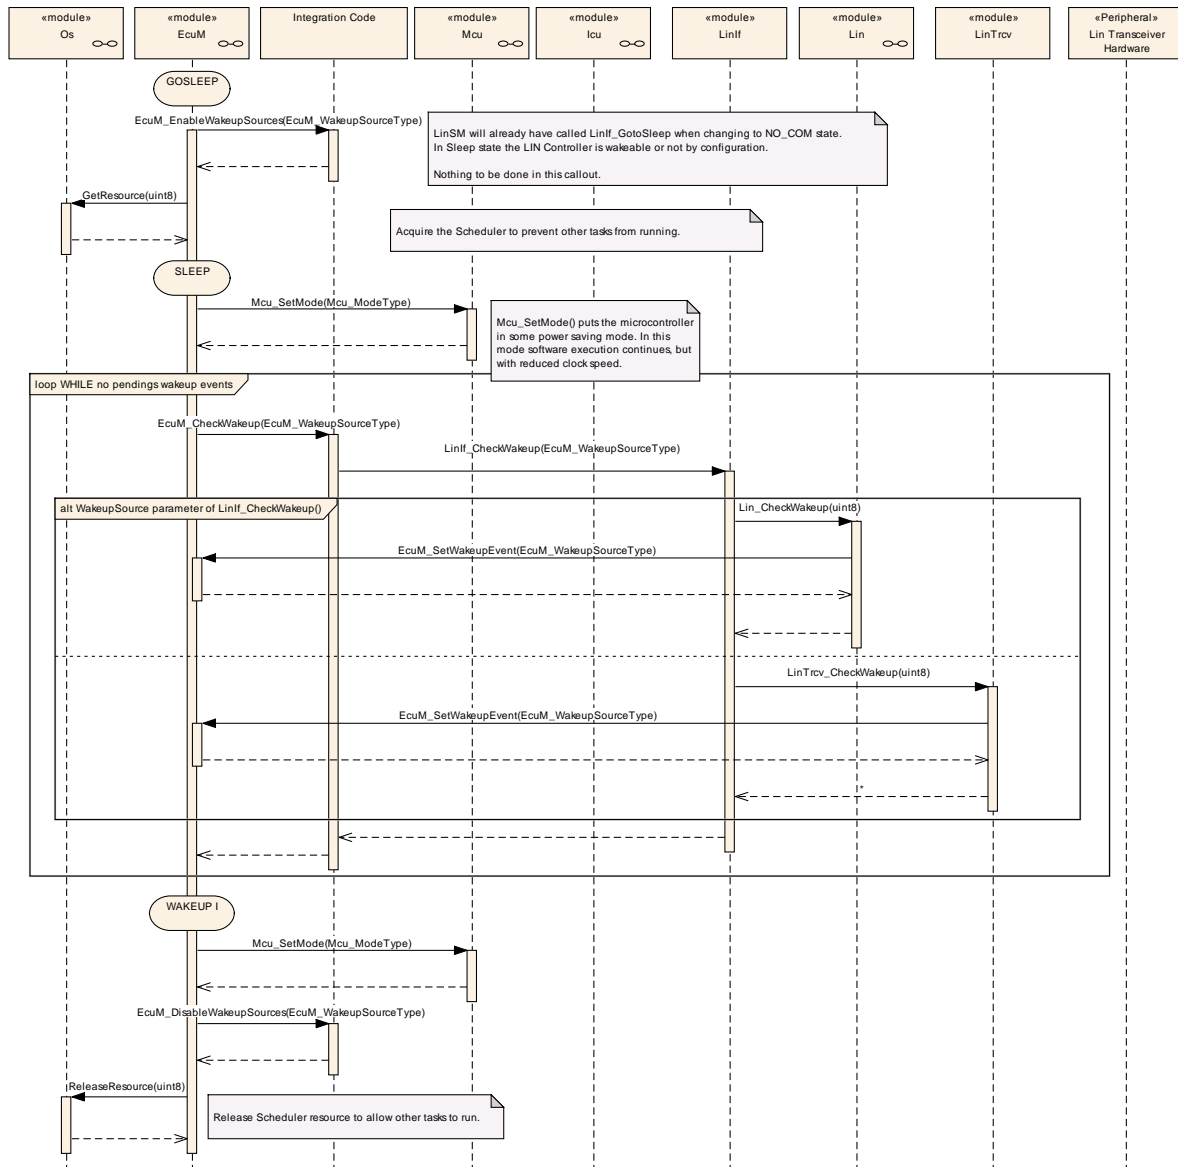 «module»
Os
«module»
EcuM
Integration Code
«module»
Mcu
«module»
Icu
«module»
LinIf
«module»
Lin
«module»
LinTrcv
«Peripheral»
Lin Transceiver
Hardware
GOSLEEP
EcuM_EnableWakeupSources(EcuM_WakeupSourceType)
LinSM will already have called LinIf_GotoSleep when changing to NO_COM state.
In Sleep state the LIN Controller is wakeable or not by configuration.
Nothing to be done in this callout.
GetResource(uint8)
Acquire the Scheduler to prevent other tasks from running.
SLEEP
Mcu_SetMode(Mcu_ModeType)
Mcu_SetMode() puts the microcontroller
in some power saving mode. In this
mode software execution continues, but
with reduced clock speed.
loop WHILE no pendings wakeup events
EcuM_CheckWakeup(EcuM_WakeupSourceType)
LinIf_CheckWakeup(EcuM_WakeupSourceType)
alt WakeupSource parameter of LinIf_CheckWakeup()
Lin_CheckWakeup(uint8)
EcuM_SetWakeupEvent(EcuM_WakeupSourceType)
LinTrcv_CheckWakeup(uint8)
EcuM_SetWakeupEvent(EcuM_WakeupSourceType)
*
WAKEUP I
Mcu_SetMode(Mcu_ModeType)
EcuM_DisableWakeupSources(EcuM_WakeupSourceType)
ReleaseResource(uint8)
Release Scheduler resource to allow other tasks to run.